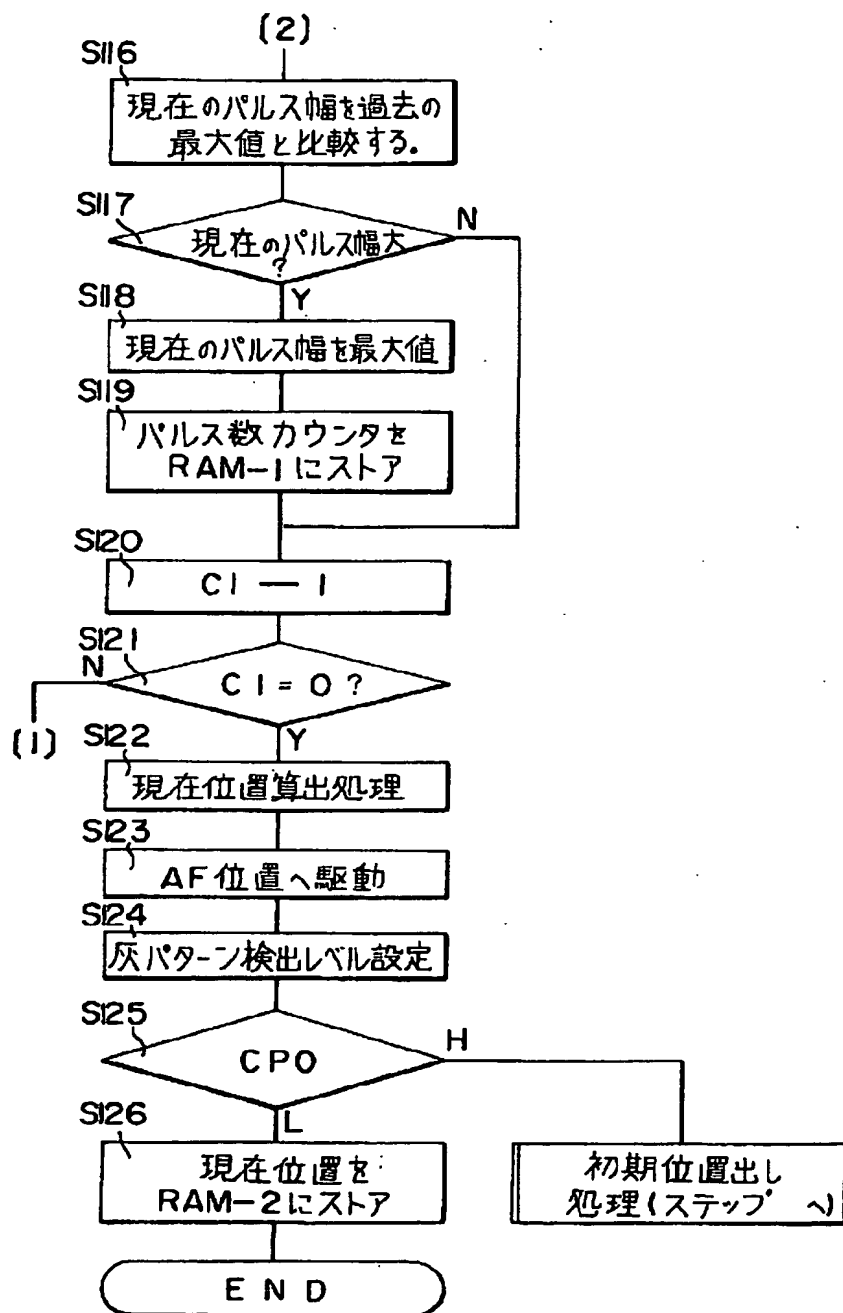 (2)
S116
現在のパルス幅を過去の
最大値と比較する.
S117
現在のパルス幅大
?
N
Y
S118
現在のパルス幅を最大値
S119
パルス数カウンタを
RAM-1にストア
S120
C1 — 1
S121
N
C1=0?
(1)
Y
S122
現在位置算出処理
S123
AF位置へ駆動
S124
灰パターン検出レベル設定
S125
CPO
H
L
S126
現在位置を
RAM-2にストア
初期位置出し
処理(ステップ へ)
END